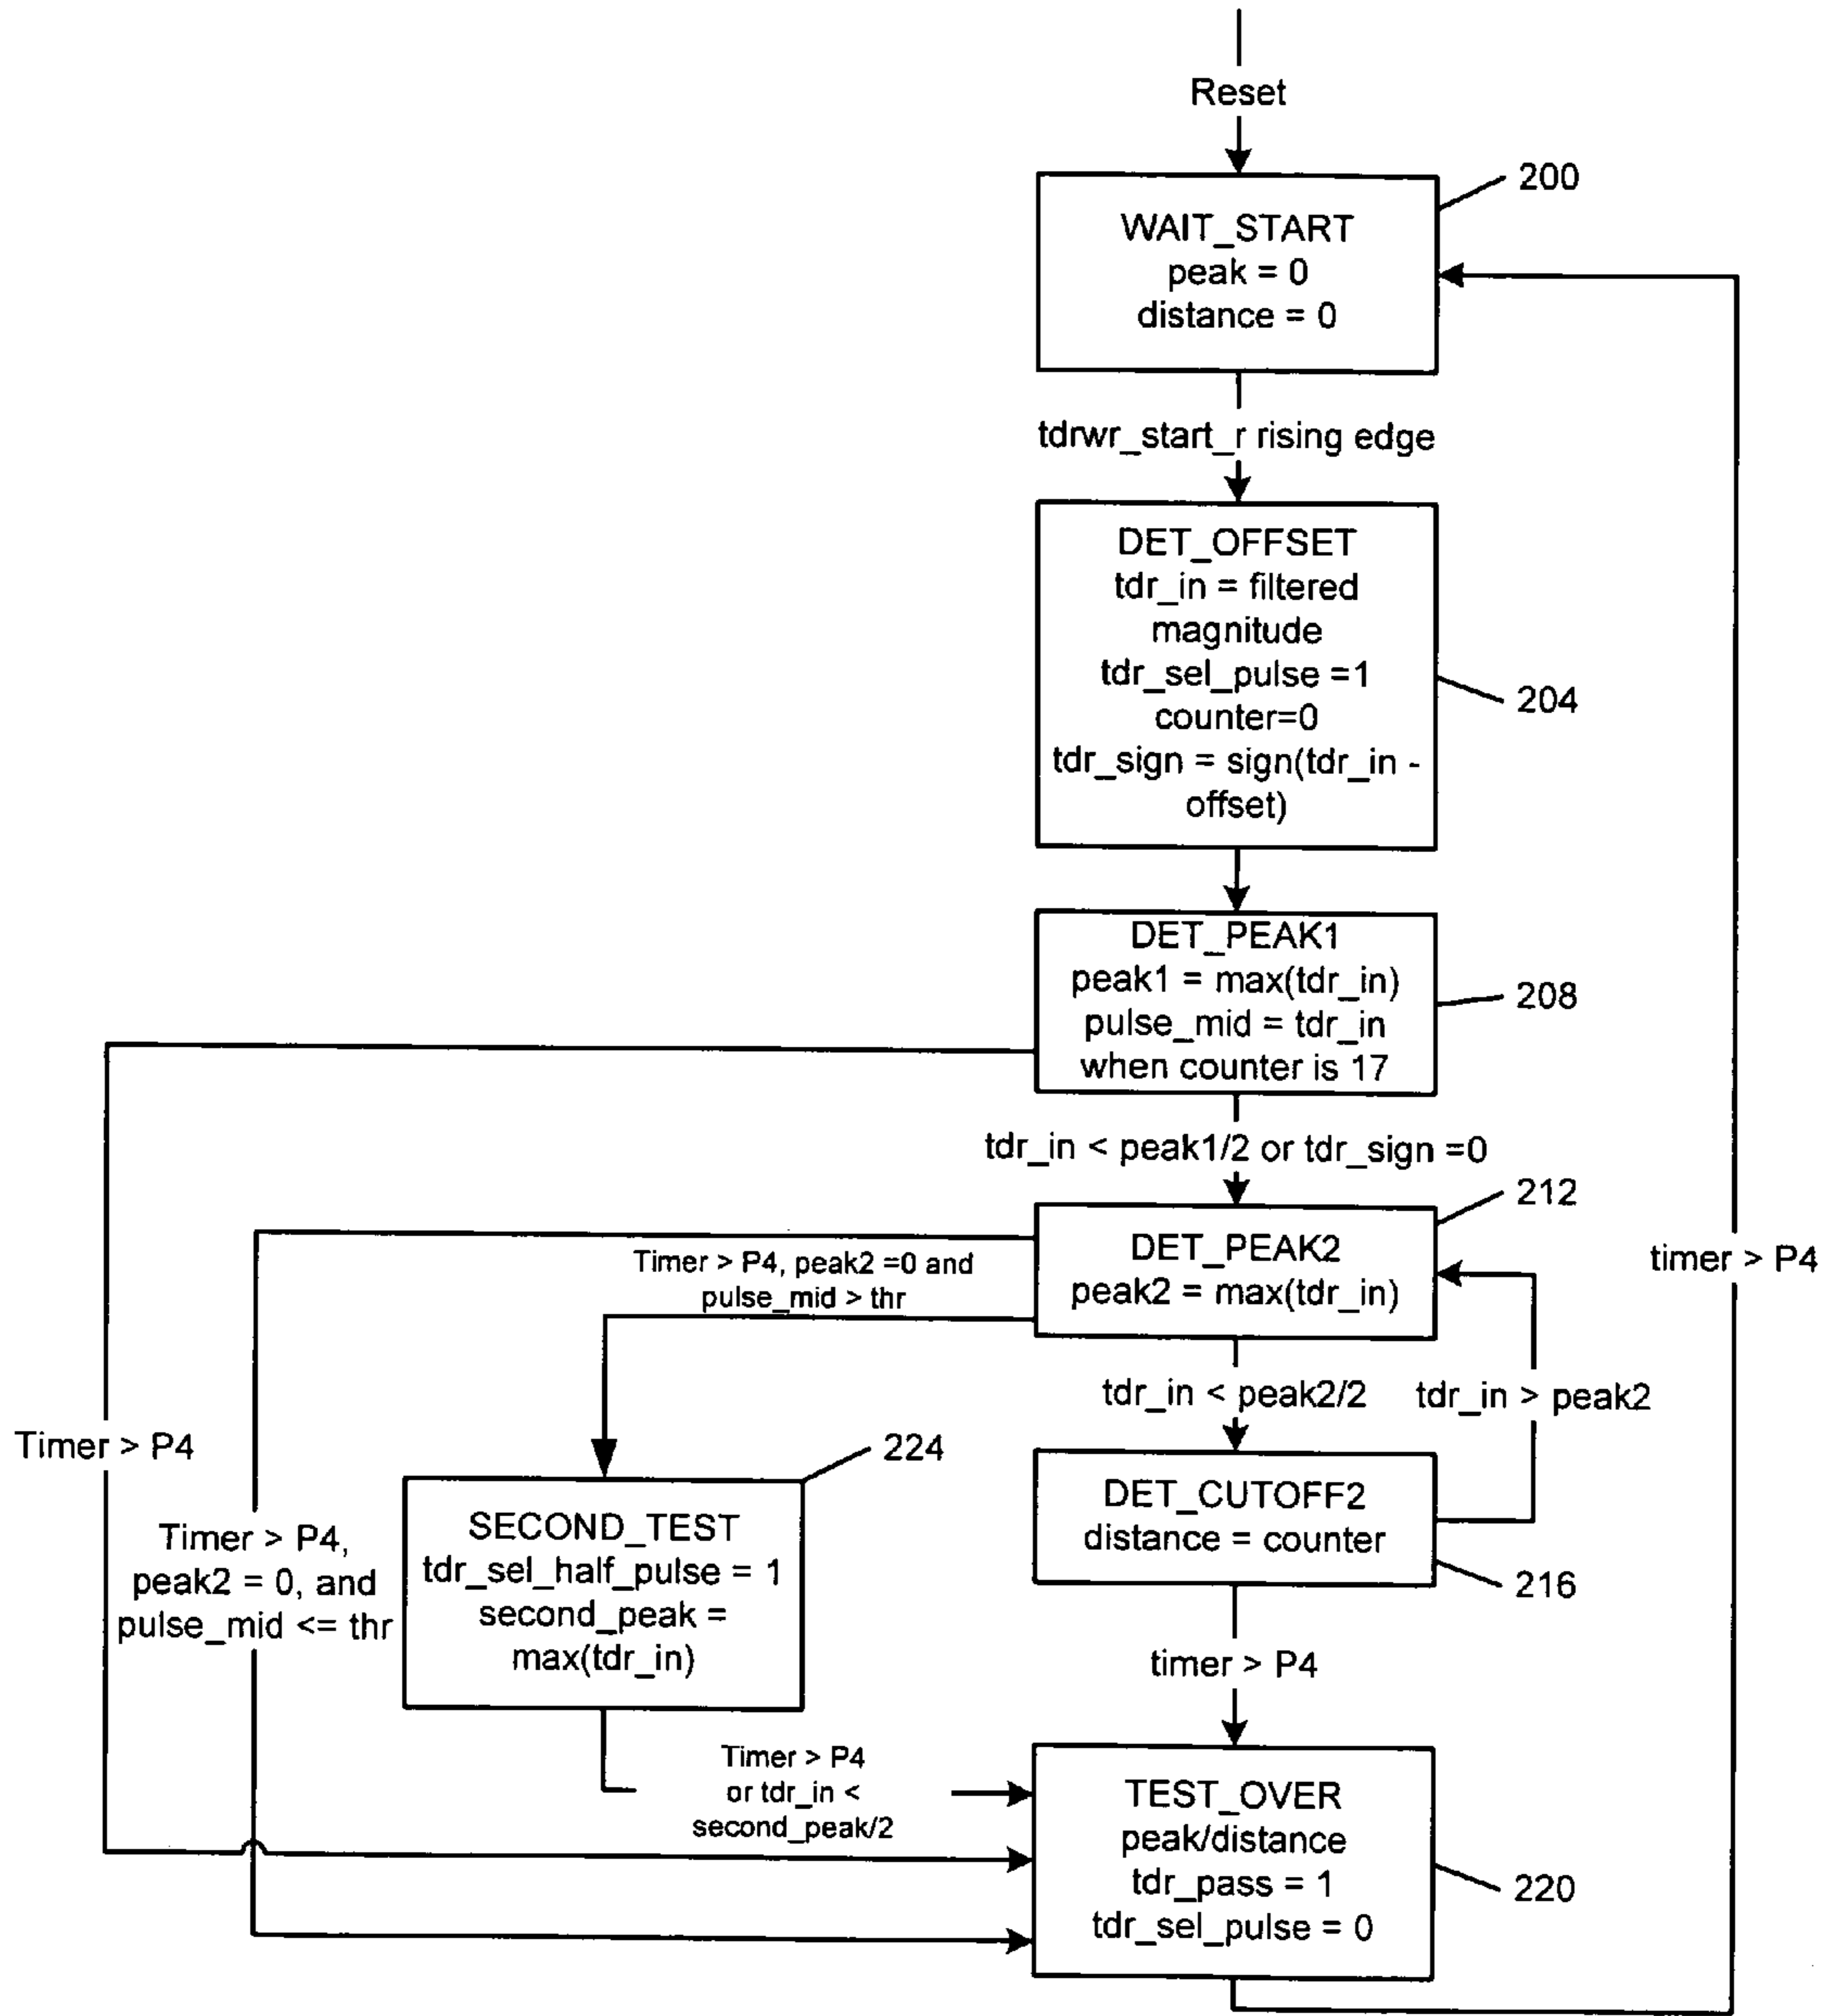 Reset
200
WAIT_START
peak = 0
distance = 0
tdrwr_start_r rising edge
DET_OFFSET
tdr_in = filtered
magnitude
tdr_sel_pulse =1
counter=0
tdr_sign = sign(tdr_in -
offset)
204
DET_PEAK1
peak1 = max(tdr_in)
pulse_mid = tdr_in
when counter is 17
208
tdr_in < peak1/2 or tdr_sign =0
212
DET_PEAK2
peak2 = max(tdr_in)
Timer > P4, peak2 =0 and
pulse_mid > thr
timer > P4
tdr_in < peak2/2
tdr_in > peak2
Timer > P4
224
SECOND_TEST
tdr_sel_half_pulse = 1
second_peak =
max(tdr_in)
DET_CUTOFF2
distance = counter
216
Timer > P4,
peak2 = 0, and
pulse_mid <= thr
timer > P4
Timer > P4
or tdr_in <
second_peak/2
TEST_OVER
peak/distance
tdr_pass = 1
tdr_sel_pulse = 0
220